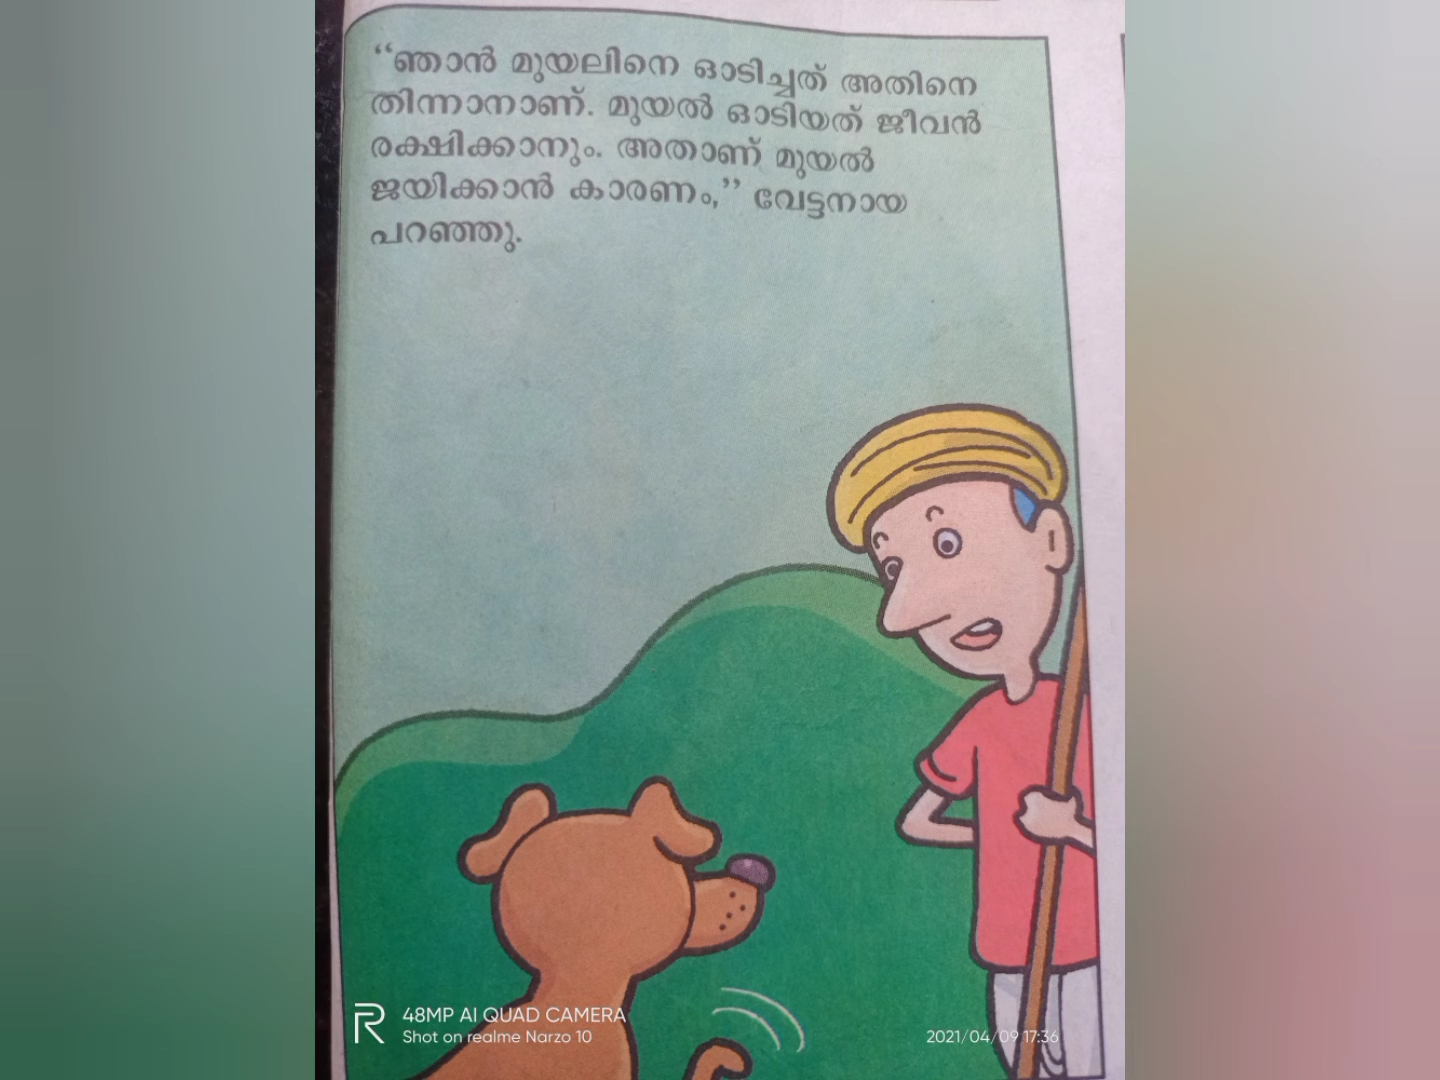 “ഞാൻ മുയലിനെ ഓടിച്ചത് അതിനെ
തിന്നാനാണ്. മുയൽ ഓടിയത് ജീവൻ
രക്ഷിക്കാനും. അതാണ് മുയൽ
ജയിക്കാൻ കാരണം,” വേട്ടനായ
പറഞ്ഞു.
48MP AI QUAD CAMERA
Shot on realme Narzo 10
2021/04/09 17:36